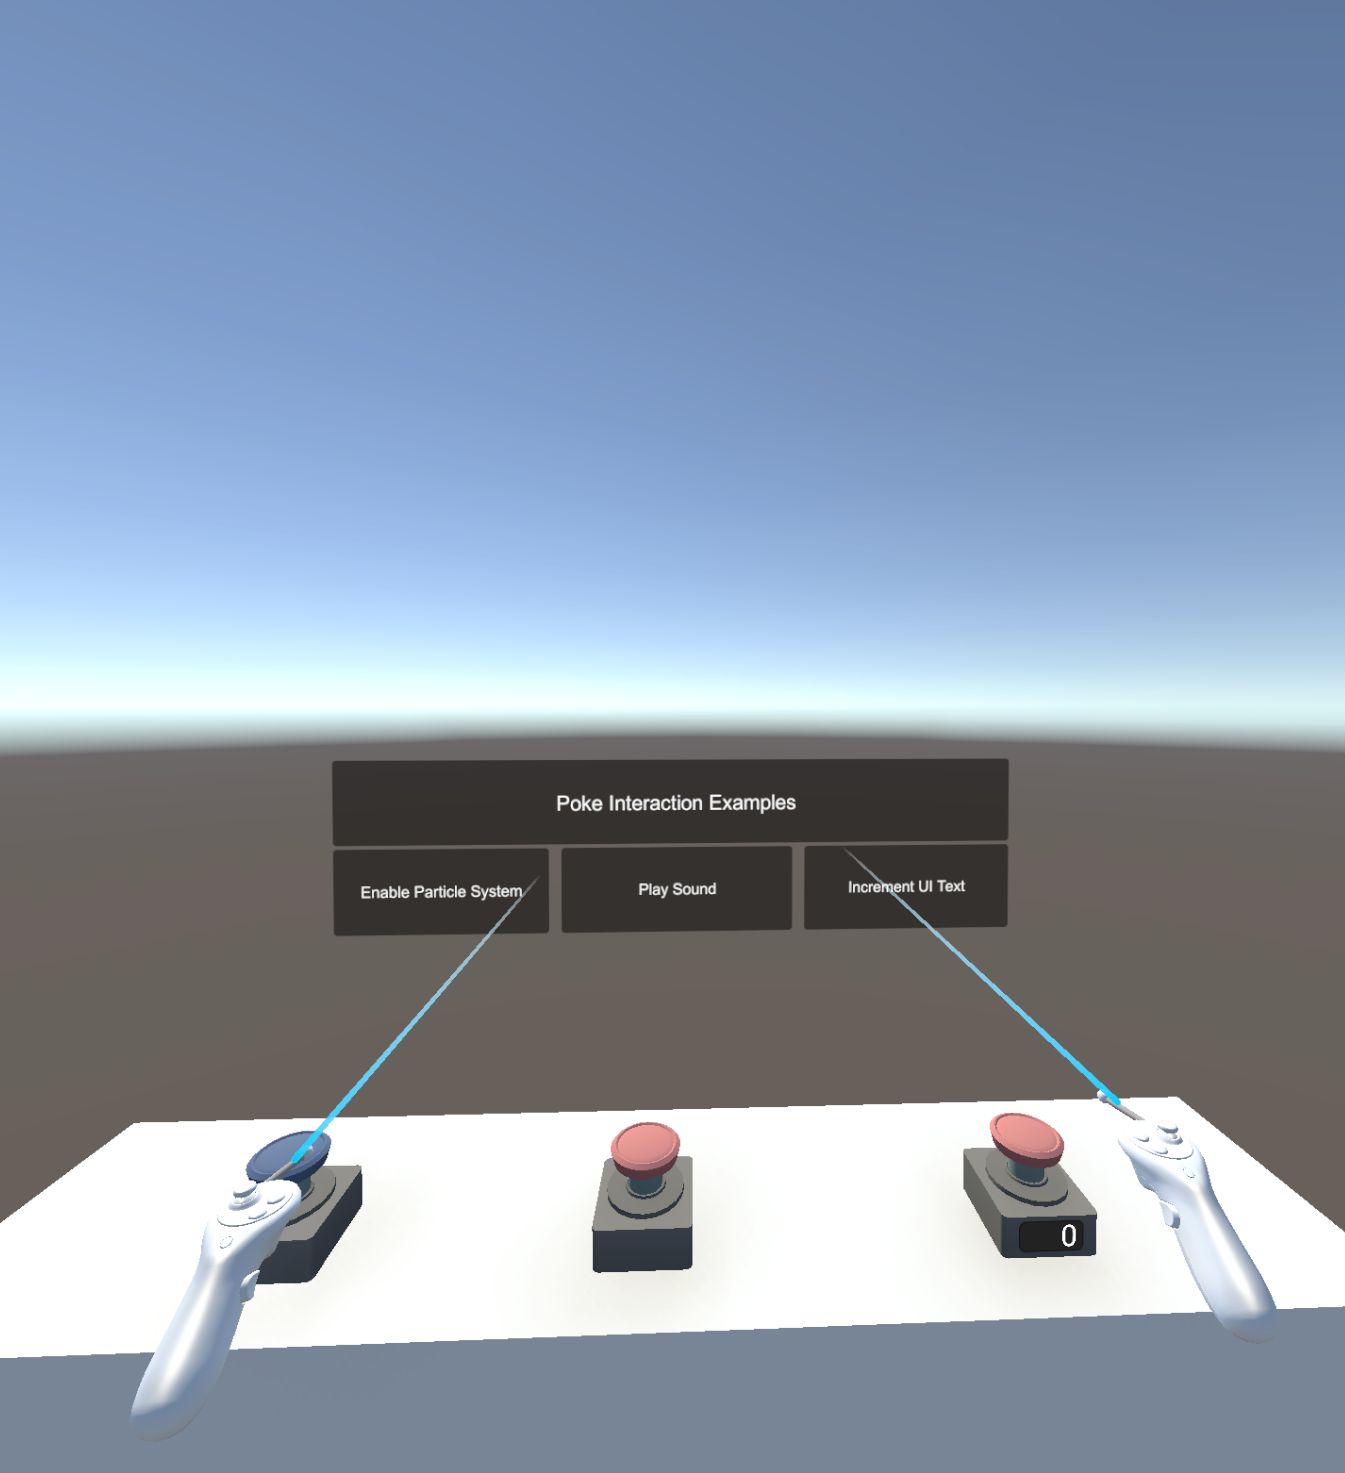 Poke Interaction Examples
Enable Particle System
Play Sound
Increment UI Text
0